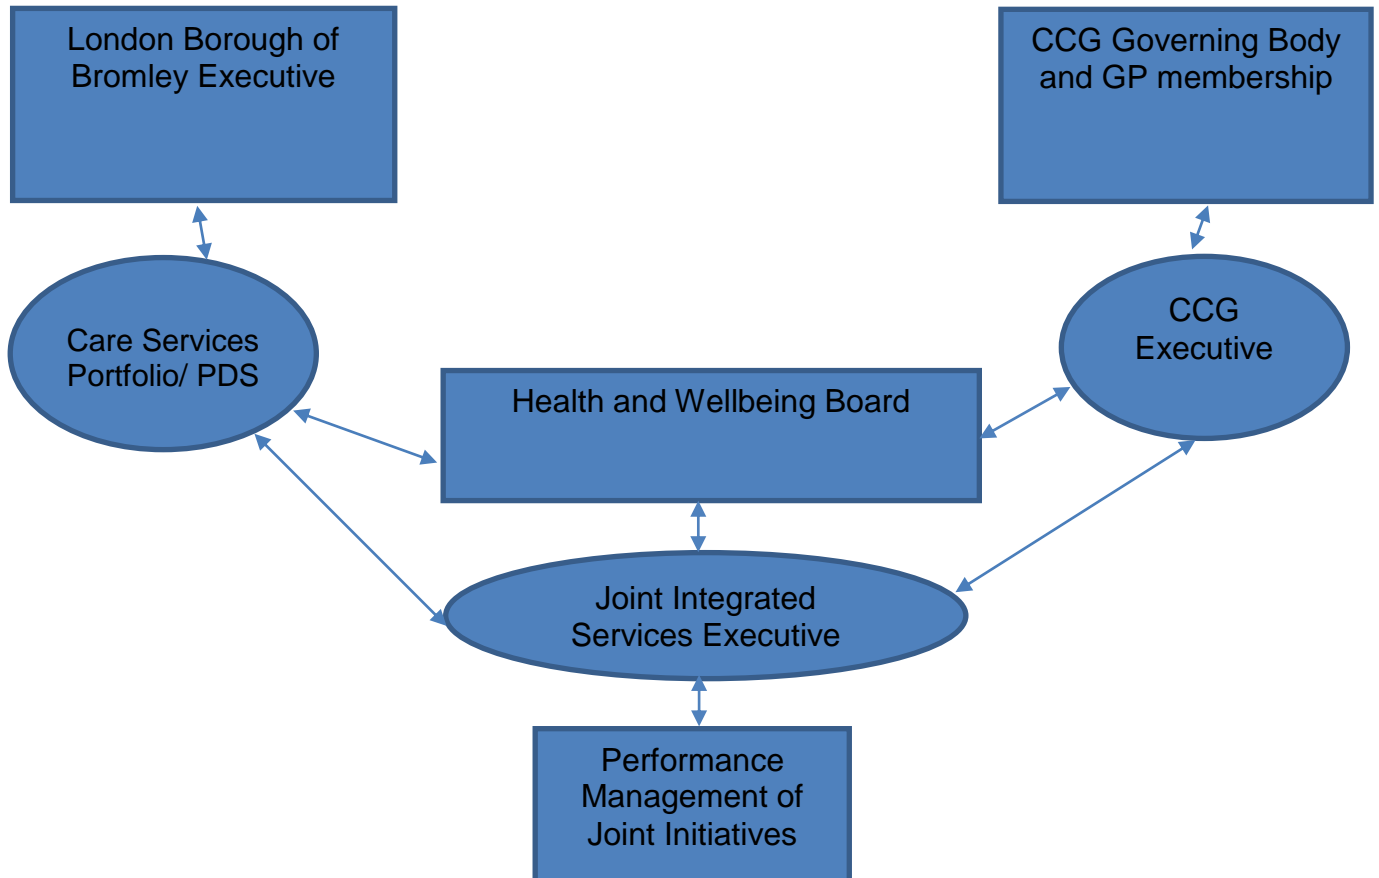 London Borough of
Bromley Executive
CCG Governing Body
and GP membership
Care Services
Portfolio/ PDS
CCG
Executive
Health and Wellbeing Board
Joint Integrated
Services Executive
Performance
Management of
Joint Initiatives